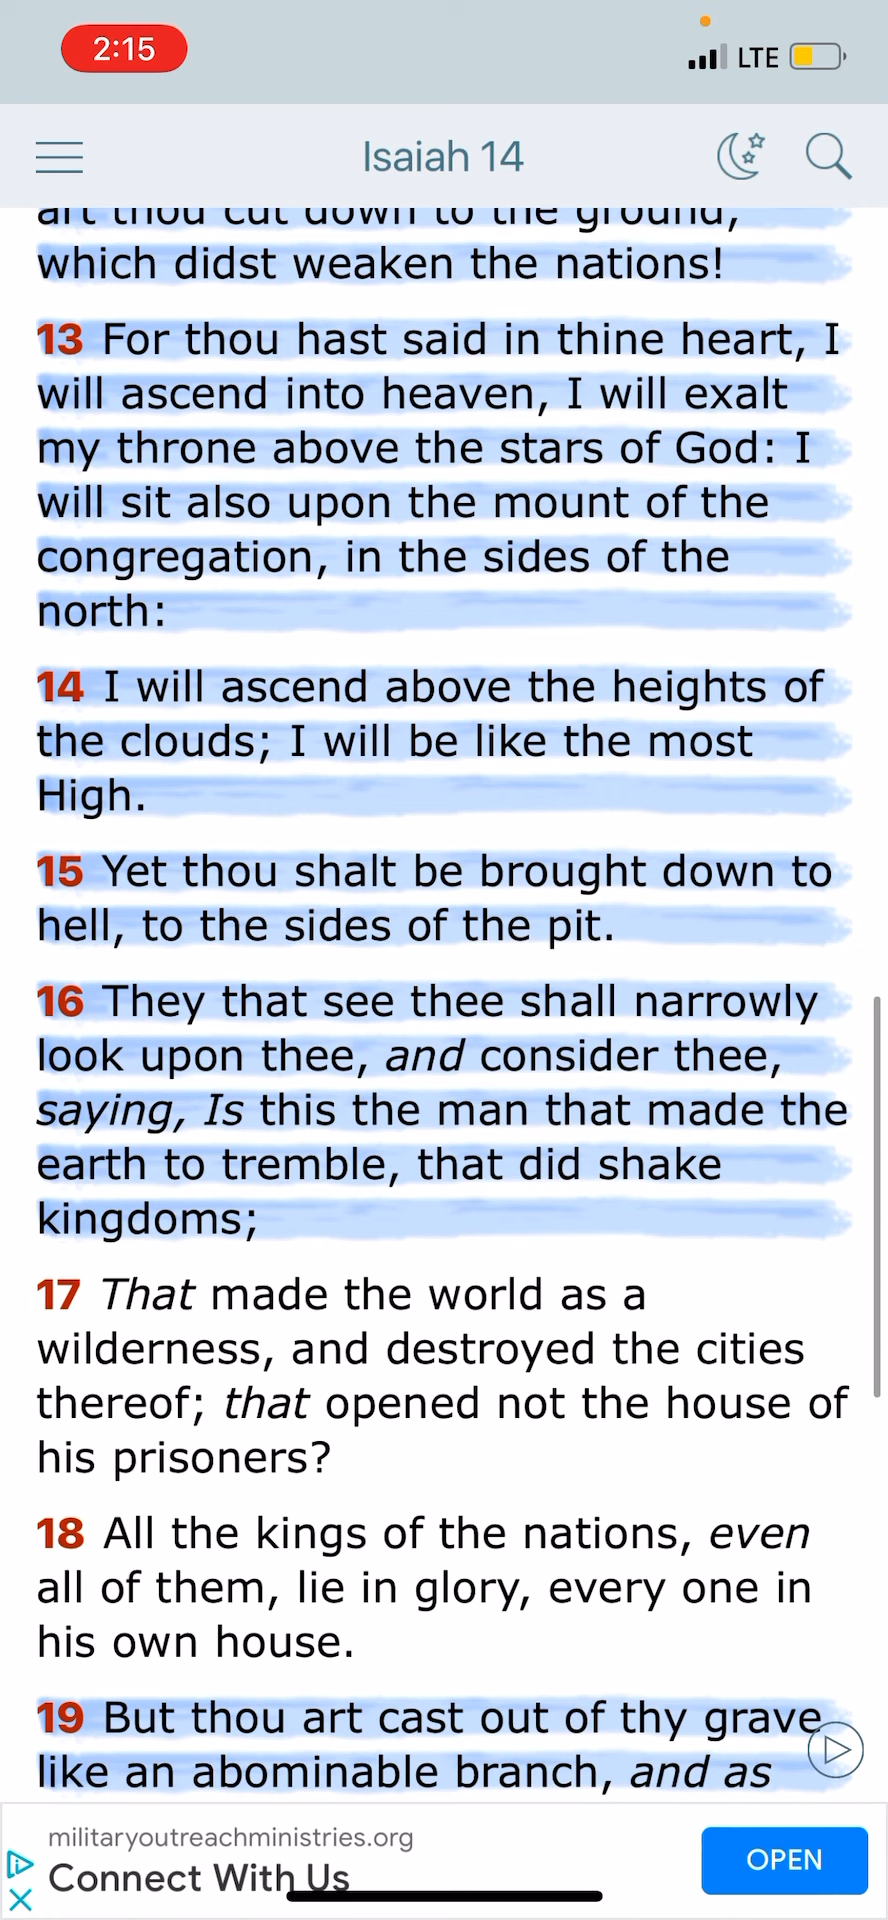 2:15
LTE
Isaiah 14
art thou cut down to the ground,
which didst weaken the nations!
13 For thou hast said in thine heart, I
will ascend into heaven, I will exalt
my throne above the stars of God: I
will sit also upon the mount of the
congregation, in the sides of the
north:
14 I will ascend above the heights of
the clouds; I will be like the most
High.
15 Yet thou shalt be brought down to
hell, to the sides of the pit.
16 They that see thee shall narrowly
look upon thee, and consider thee,
saying, Is this the man that made the
earth to tremble, that did shake
kingdoms;
17 That made the world as a
wilderness, and destroyed the cities
thereof; that opened not the house of
his prisoners?
18 All the kings of the nations, even
all of them, lie in glory, every one in
his own house.
19 But thou art cast out of thy grave
like an abominable branch, and as
militaryoutreachministries.org
Connect With Us
OPEN